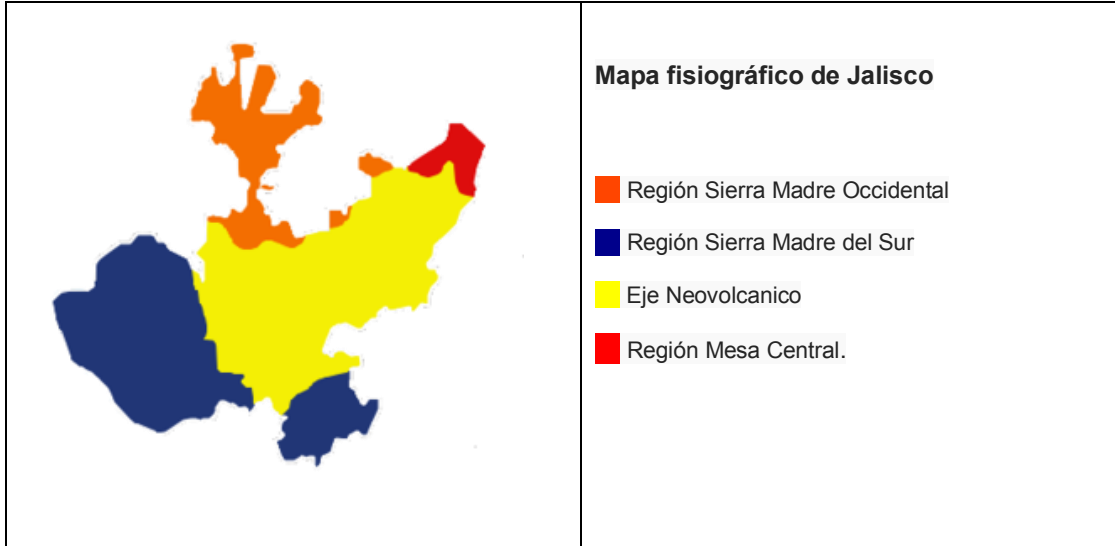 Mapa fisiográfico de Jalisco
Región Sierra Madre Occidental
Región Sierra Madre del Sur
Eje Neovolcanico
Región Mesa Central.